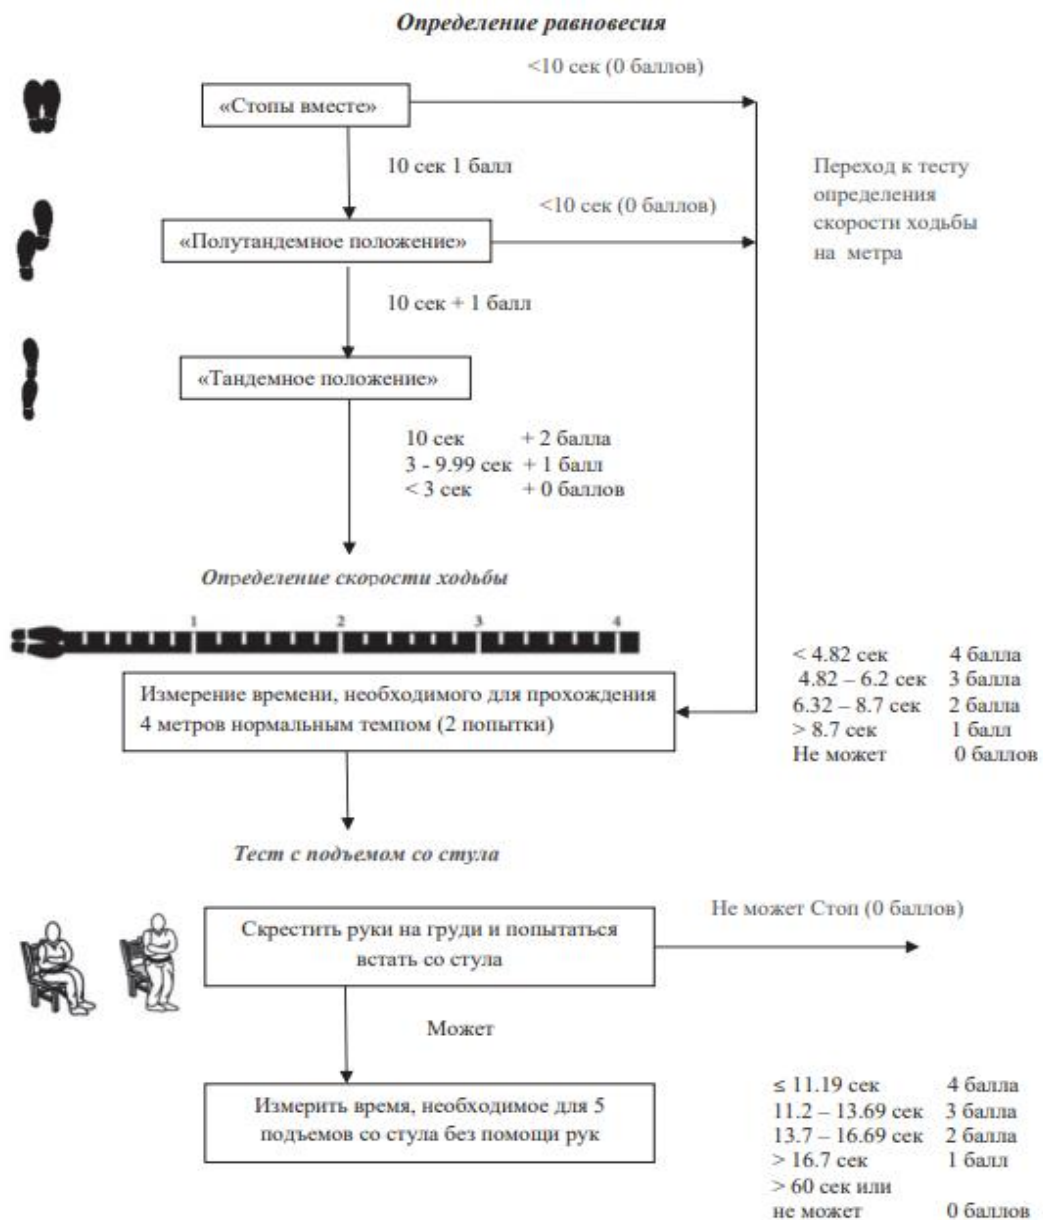 Определение равновесия
<10 сек (0 баллов)
«Стопы вместе»
10 сек 1 балл
Переход к тесту
определения
скорости ходьбы
на метра
<10 сек (0 баллов)
«Полутандемное положение»
10 сек + 1 балл
«Тандемное положение»
10 сек + 2 балла
3 - 9.99 сек + 1 балл
< 3 сек + 0 баллов
Определение скорости ходьбы
1 2 3 4
Измерение времени, необходимого для прохождения
4 метров нормальным темпом (2 попытки)
< 4.82 сек 4 балла
4.82 – 6.2 сек 3 балла
6.32 – 8.7 сек 2 балла
> 8.7 сек 1 балл
Не может 0 баллов
Тест с подъемом со стула
Скрестить руки на груди и попытаться
встать со стула
Не может Стоп (0 баллов)
Может
Измерить время, необходимое для 5
подъемов со стула без помощи рук
≤ 11.19 сек 4 балла
11.2 – 13.69 сек 3 балла
13.7 – 16.69 сек 2 балла
> 16.7 сек 1 балл
> 60 сек или
не может 0 баллов